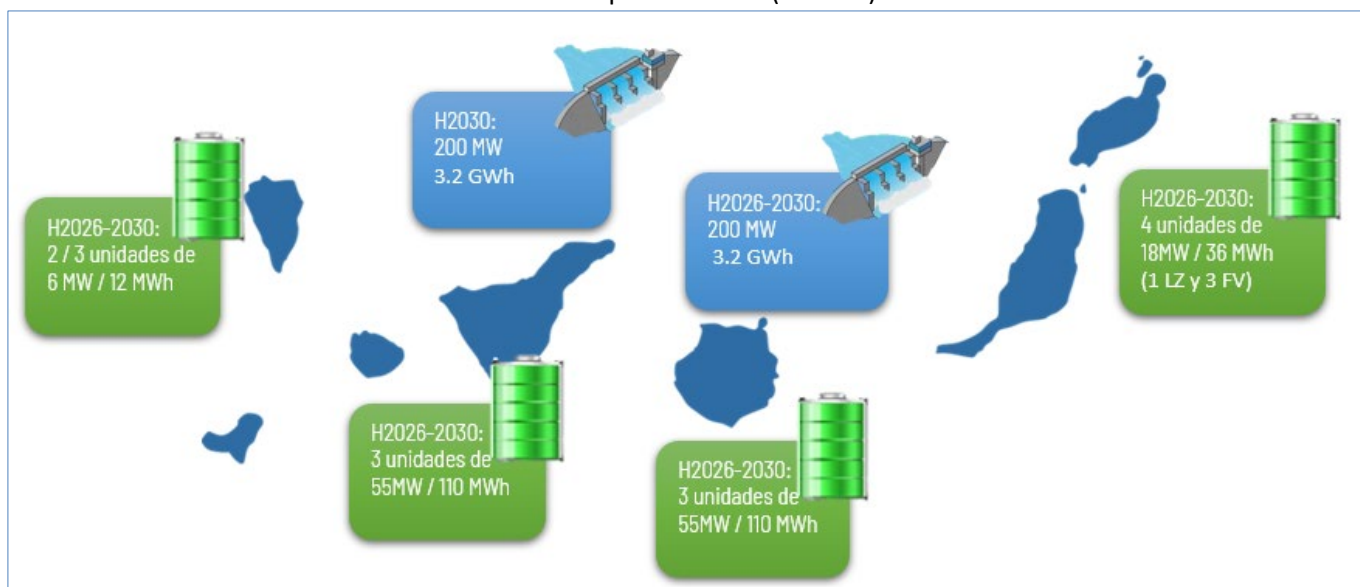 H2030:
200 MW
3.2 GWh
H2026-2030:
2 / 3 unidades de
6 MW / 12 MWh
H2026-2030:
200 MW
3.2 GWh
H2026-2030:
4 unidades de
18MW / 36 MWh
(1 LZ y 3 FV)
H2026-2030:
3 unidades de
55MW / 110 MWh
H2026-2030:
3 unidades de
55MW / 110 MWh